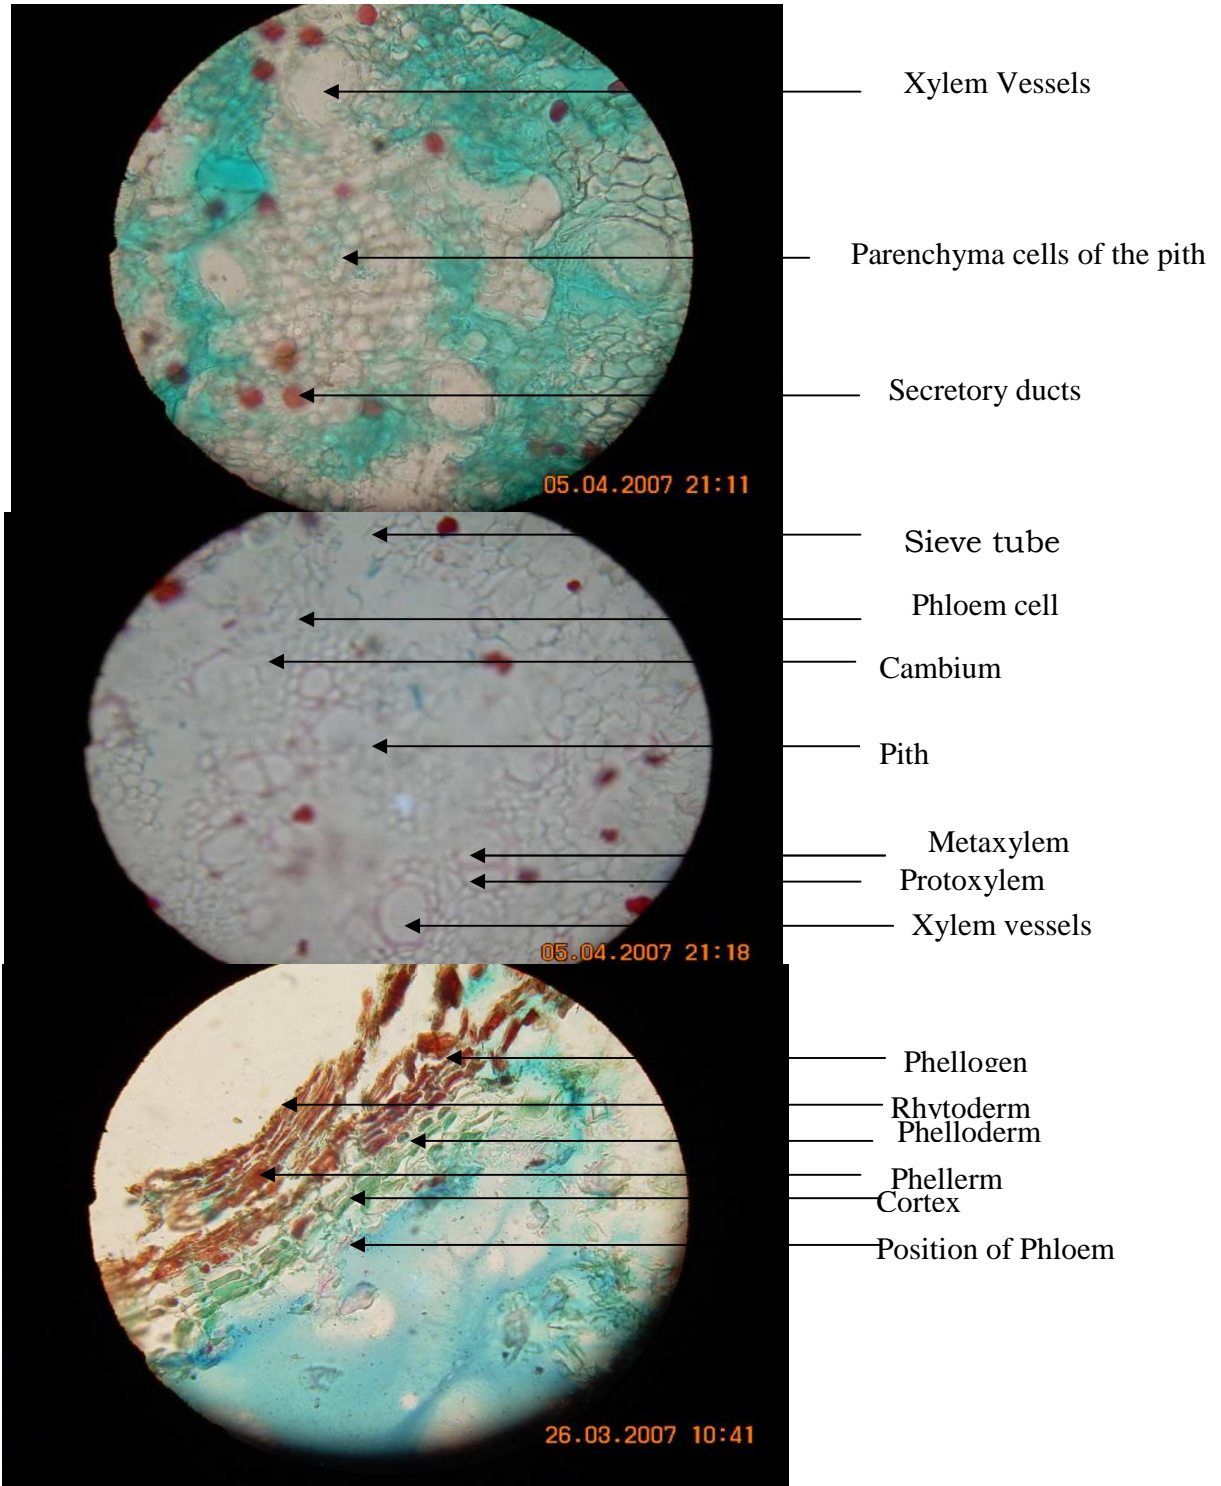 Xylem Vessels
Parenchyma cells of the pith
Secretory ducts
05.04.2007 21:11
Sieve tube
Phloem cell
Cambium
Pith
Metaxylem
Protoxylem
Xylem vessels
05.04.2007 21:18
Phellogen
Rhytoderm
Phelloderm
Phellerm
Cortex
Position of Phloem
26.03.2007 10:41